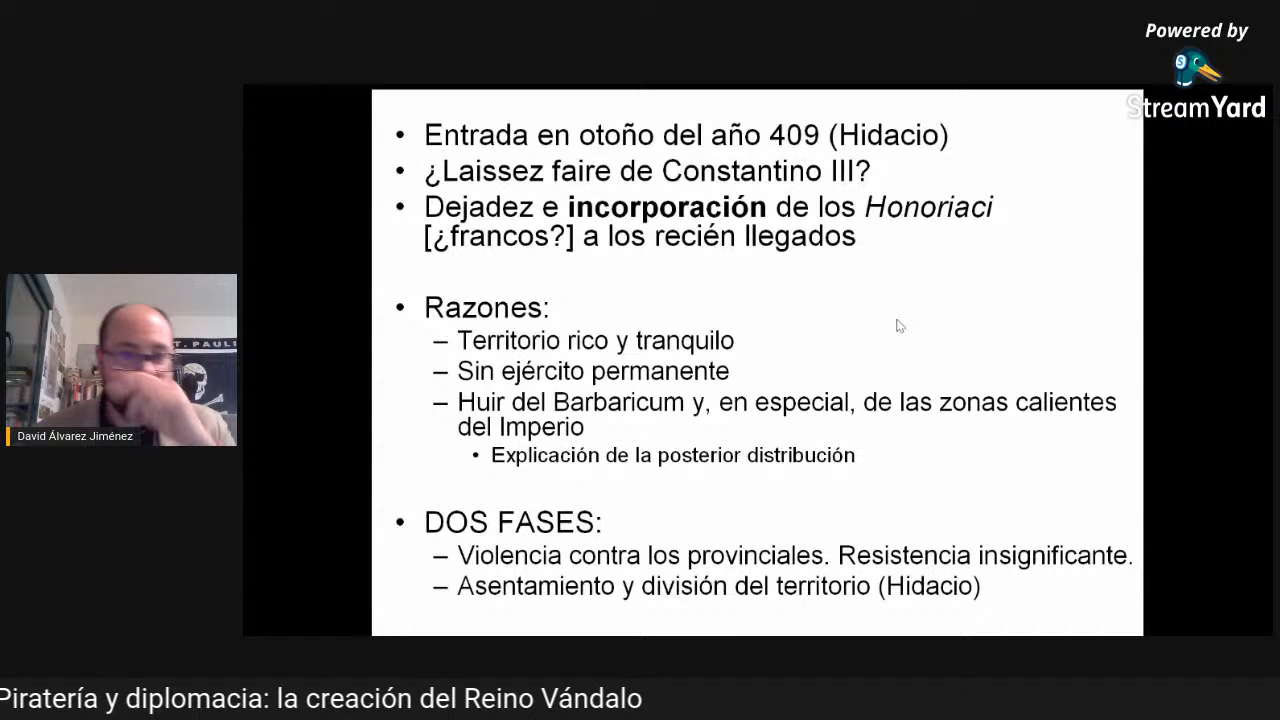 Powered by
StreamYard
• Entrada en otoño del año 409 (Hidacio)
• ¿Laissez faire de Constantino III?
• Dejadez e incorporación de los Honoriaci
[¿francos?] a los recién llegados
• Razones:
– Territorio rico y tranquilo
– Sin ejército permanente
– Huir del Barbaricum y, en especial, de las zonas calientes
del Imperio
• Explicación de la posterior distribución
• DOS FASES:
– Violencia contra los provinciales. Resistencia insignificante.
– Asentamiento y división del territorio (Hidacio)
T. PAULI
David Álvarez Jiménez
Piratería y diplomacia: la creación del Reino Vándalo